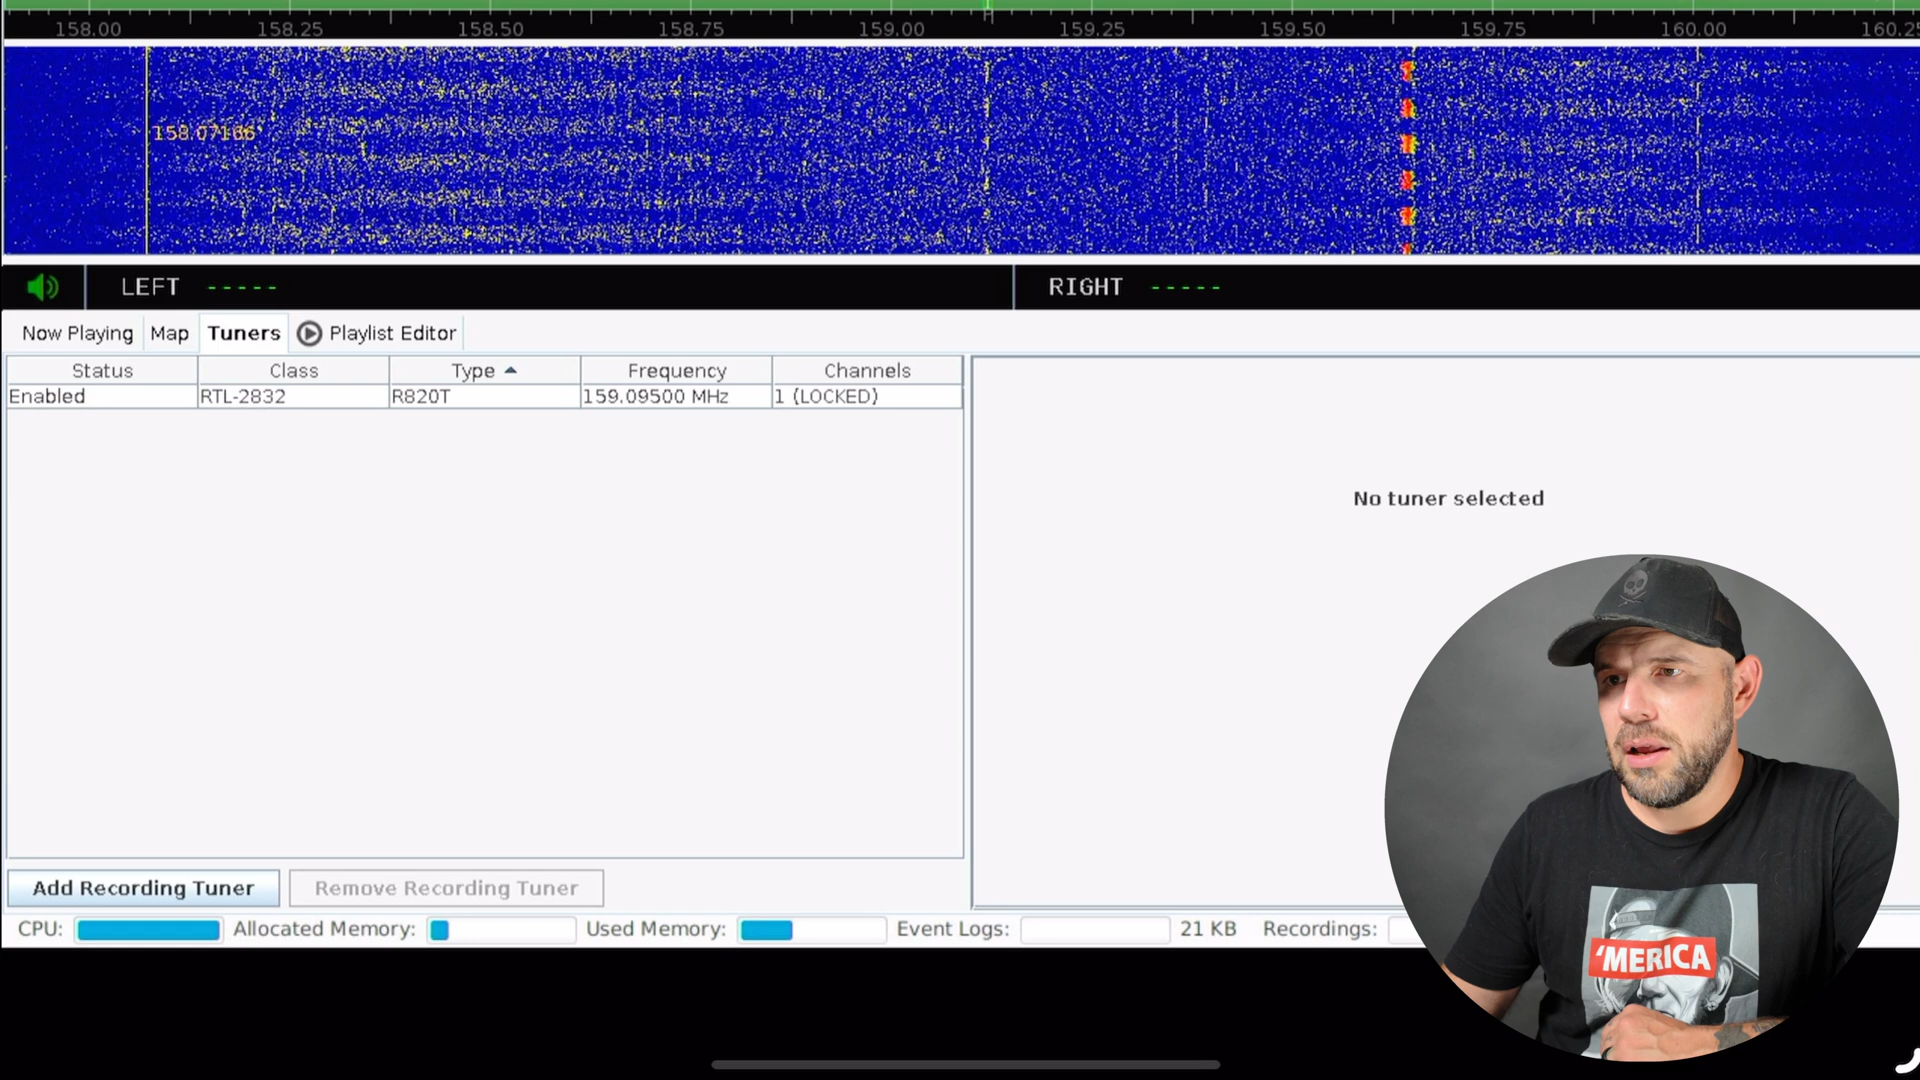 158.00 158.25 158.50 158.75 159.00 159.25 159.50 159.75 160.00 160.25
158.07166
LEFT ----- RIGHT -----
Now Playing Map Tuners Playlist Editor
Status Class Type Frequency Channels
Enabled RTL-2832 R820T 159.09500 MHz 1 (LOCKED)
No tuner selected
Add Recording Tuner Remove Recording Tuner
CPU: Allocated Memory: Used Memory: Event Logs: 21 KB Recordings:
'MERICA